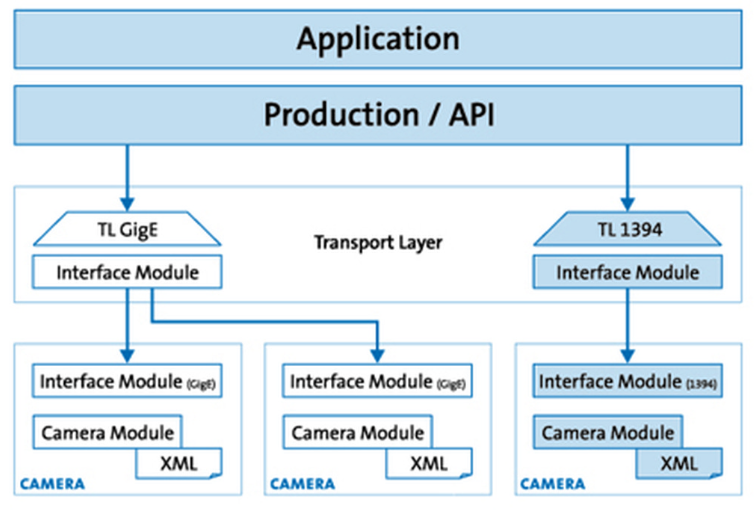 Application
Production / API
TL GigE
Transport Layer
TL 1394
Interface Module
Interface Module
Interface Module (GigE)
Interface Module (GigE)
Interface Module (1394)
Camera Module
Camera Module
Camera Module
XML
XML
XML
CAMERA
CAMERA
CAMERA